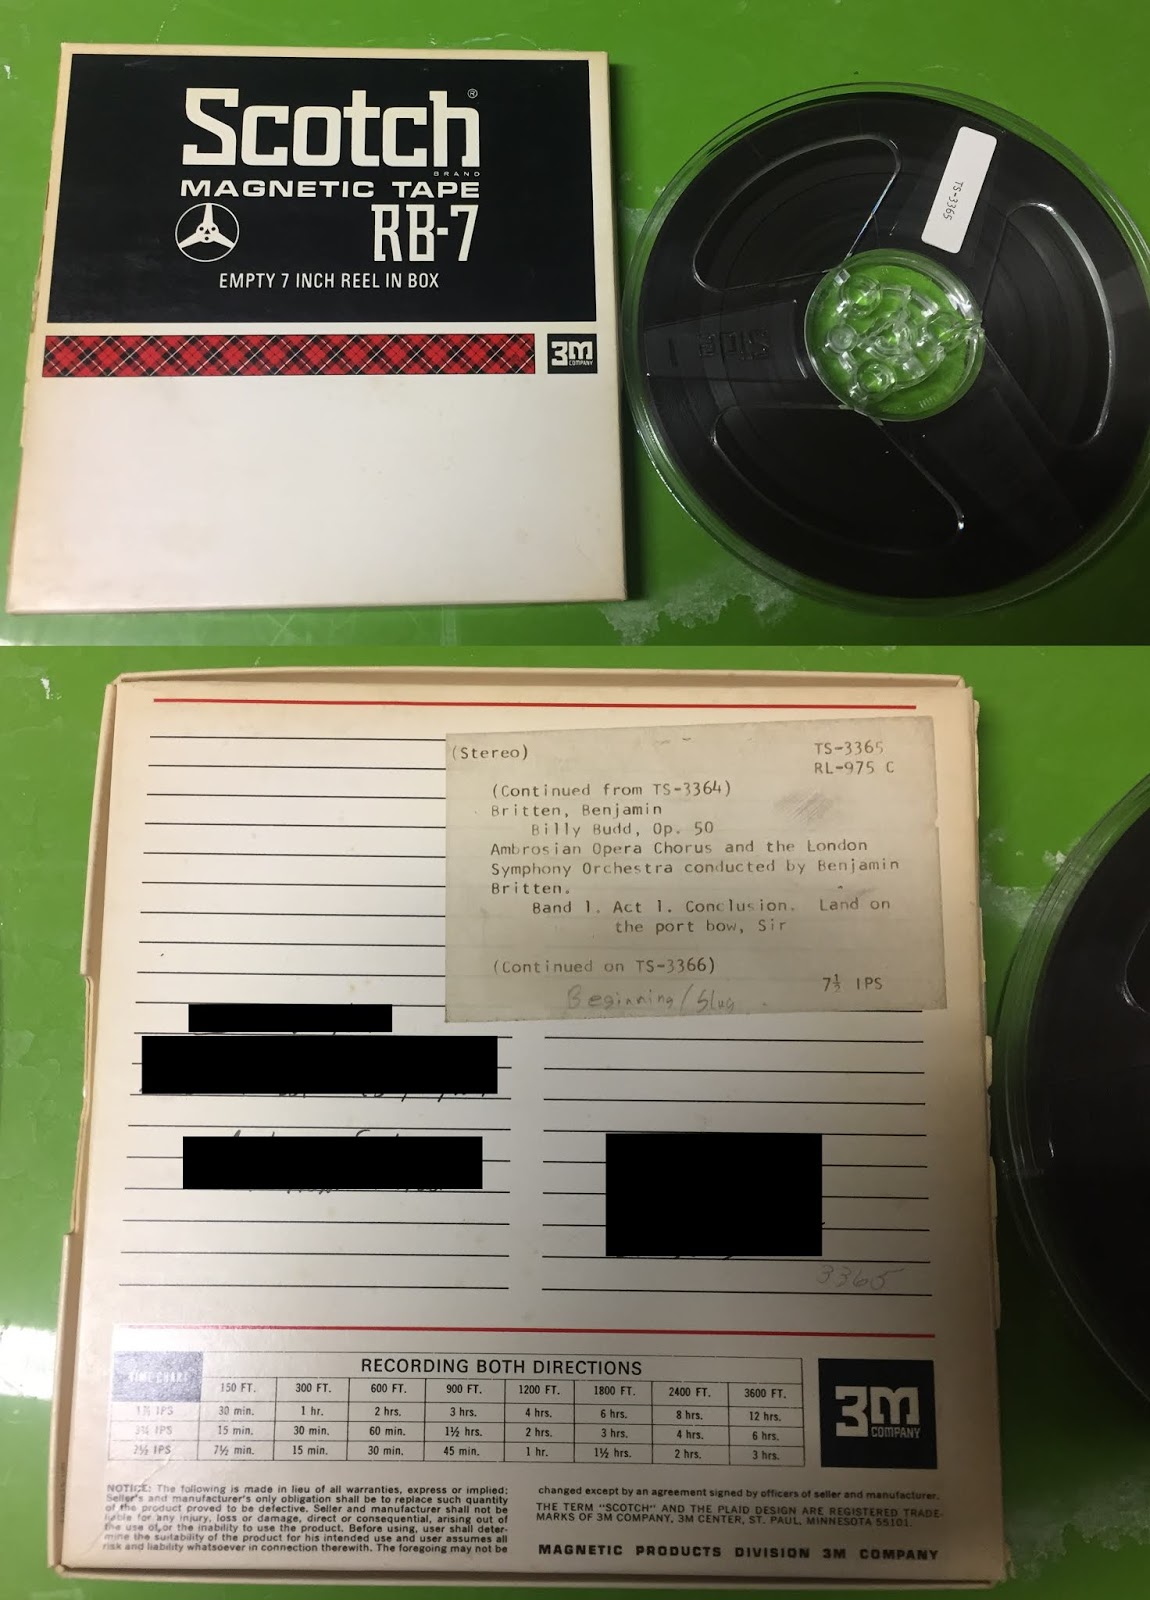 Scotch®
BRAND
MAGNETIC TAPE
RB-7
EMPTY 7 INCH REEL IN BOX
3M
COMPANY
TS-3365
(Stereo) TS-3365
RL-975 C
(Continued from TS-3364)
Britten, Benjamin
Billy Budd, Op. 50
Ambrosian Opera Chorus and the London
Symphony Orchestra conducted by Benjamin
Britten.
Band 1. Act 1. Conclusion. Land on
the port bow, Sir
(Continued on TS-3366)
7½ IPS
Beginning/Slug
3365
RECORDING BOTH DIRECTIONS
TIME CHART 150 FT. 300 FT. 600 FT. 900 FT. 1200 FT. 1800 FT. 2400 FT. 3600 FT.
1⅞ IPS 30 min. 1 hr. 2 hrs. 3 hrs. 4 hrs. 6 hrs. 8 hrs. 12 hrs.
3¾ IPS 15 min. 30 min. 60 min. 1½ hrs. 2 hrs. 3 hrs. 4 hrs. 6 hrs.
7½ IPS 7½ min. 15 min. 30 min. 45 min. 1 hr. 1½ hrs. 2 hrs. 3 hrs.
3M
COMPANY
NOTICE: The following is made in lieu of all warranties, express or implied:
Seller's and manufacturer's only obligation shall be to replace such quantity
of the product proved to be defective. Seller and manufacturer shall not be
liable for any injury, loss or damage, direct or consequential, arising out of
the use of or the inability to use the product. Before using, user shall deter-
mine the suitability of the product for his intended use and user assumes all
risk and liability whatsoever in connection therewith. The foregoing may not be
changed except by an agreement signed by officers of seller and manufacturer.
THE TERM "SCOTCH" AND THE PLAID DESIGN ARE REGISTERED TRADE-
MARKS OF 3M COMPANY, 3M CENTER, ST. PAUL, MINNESOTA 55101.
MAGNETIC PRODUCTS DIVISION 3M COMPANY